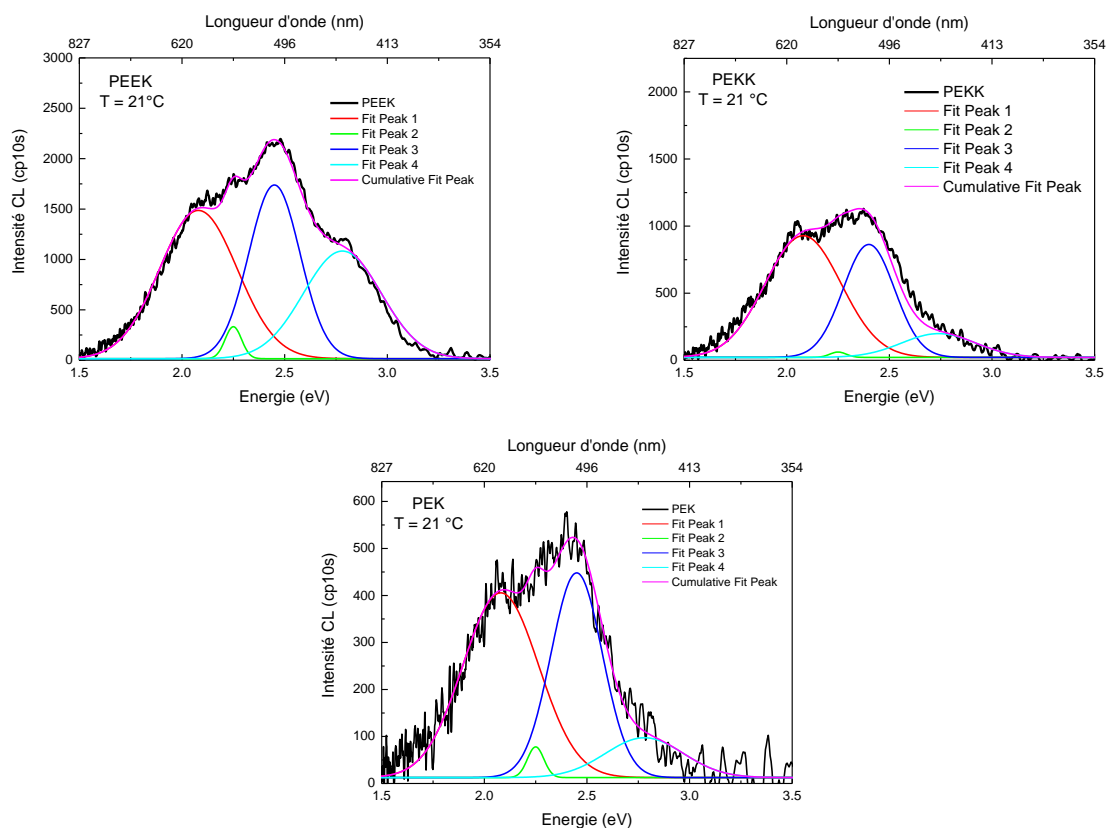 Longueur d'onde (nm)
827 620 496 413 354
3000
2500
2000
1500
1000
500
0
Intensité CL (cp10s)
PEEK
T = 21°C
PEEK
Fit Peak 1
Fit Peak 2
Fit Peak 3
Fit Peak 4
Cumulative Fit Peak
1.5 2.0 2.5 3.0 3.5
Energie (eV)
Longueur d'onde (nm)
827 620 496 413 354
2000
1500
1000
500
0
Intensité CL (cp10s)
PEKK
T = 21 °C
PEKK
Fit Peak 1
Fit Peak 2
Fit Peak 3
Fit Peak 4
Cumulative Fit Peak
1.5 2.0 2.5 3.0 3.5
Energie (eV)
Longueur d'onde (nm)
827 620 496 413 354
600
500
400
300
200
100
0
Intensité CL (cp10s)
PEK
T = 21 °C
PEK
Fit Peak 1
Fit Peak 2
Fit Peak 3
Fit Peak 4
Cumulative Fit Peak
1.5 2.0 2.5 3.0 3.5
Energie (eV)